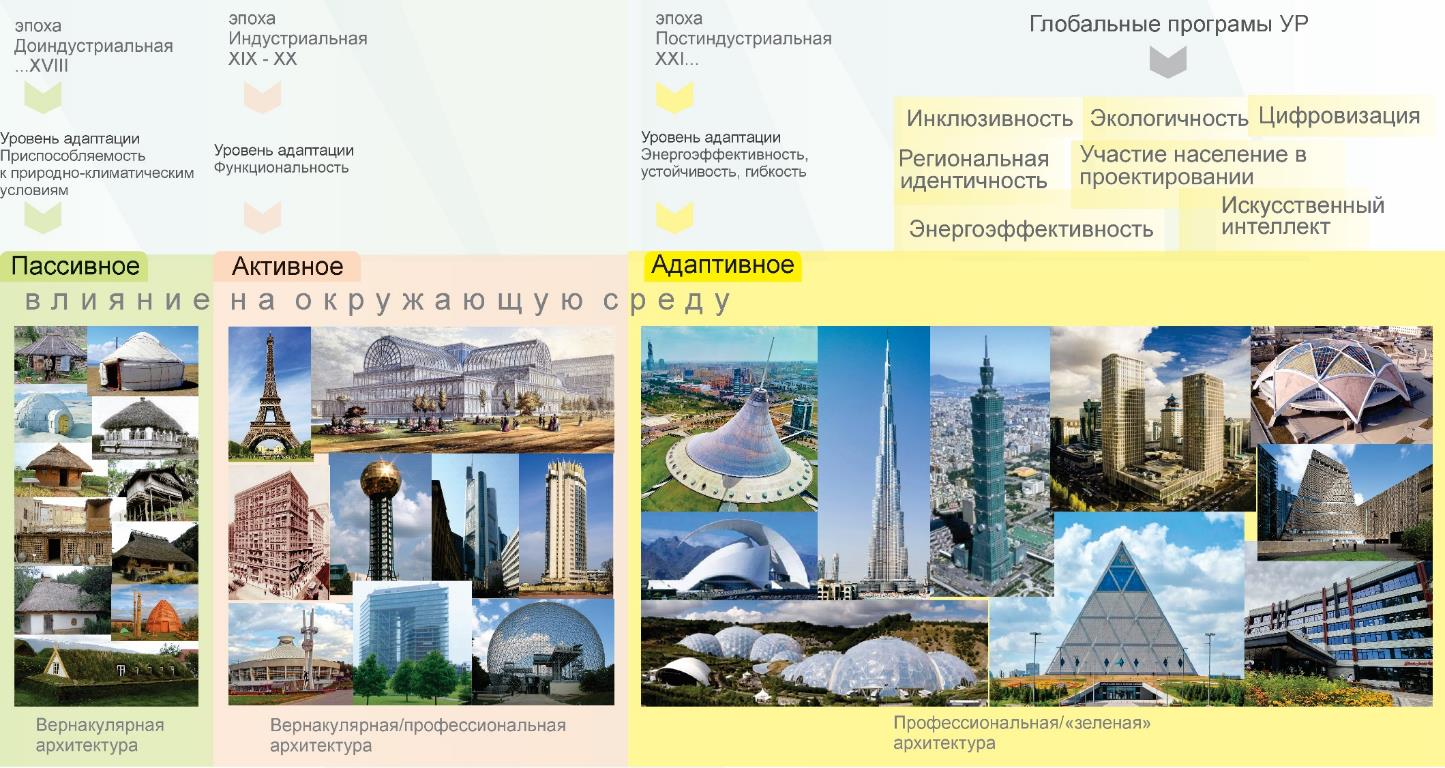 эпоха
Доиндустриальная
...XVIII
Уровень адаптации
Приспособляемость
к природно-климатическим
условиям
эпоха
Индустриальная
XIX - XX
Уровень адаптации
Функциональность
эпоха
Постиндустриальная
XXI...
Уровень адаптации
Энергоэффективность,
устойчивость, гибкость
Глобальные програмы УР
Инклюзивность
Экологичность
Цифровизация
Региональная
идентичность
Участие население в
проектировании
Энергоэффективность
Искусственный
интеллект
Пассивное
Активное
Адаптивное
влияние на окружающую среду
Вернакулярная
архитектура
Вернакулярная/профессиональная
архитектура
Профессиональная/«зеленая»
архитектура